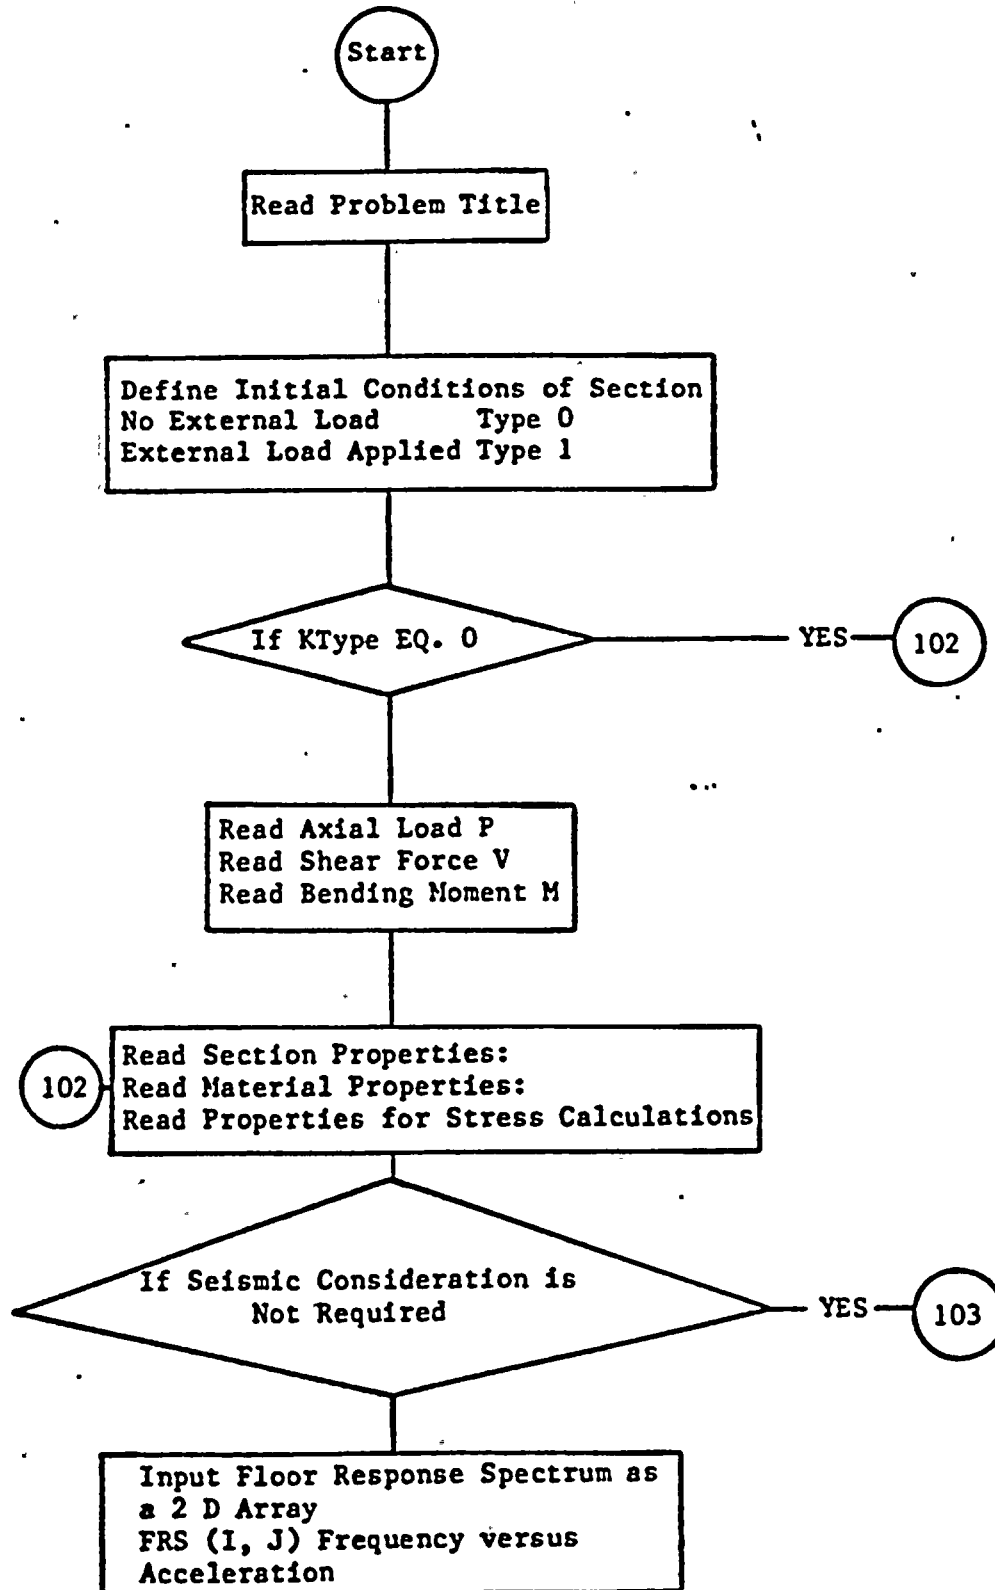 Start
Read Problem Title
Define Initial Conditions of Section
No External Load Type 0
External Load Applied Type 1
If KType EQ. 0
YES
102
Read Axial Load P
Read Shear Force V
Read Bending Moment M
102
Read Section Properties:
Read Material Properties:
Read Properties for Stress Calculations
If Seismic Consideration is
Not Required
YES
103
Input Floor Response Spectrum as
a 2 D Array
FRS (I, J) Frequency versus
Acceleration